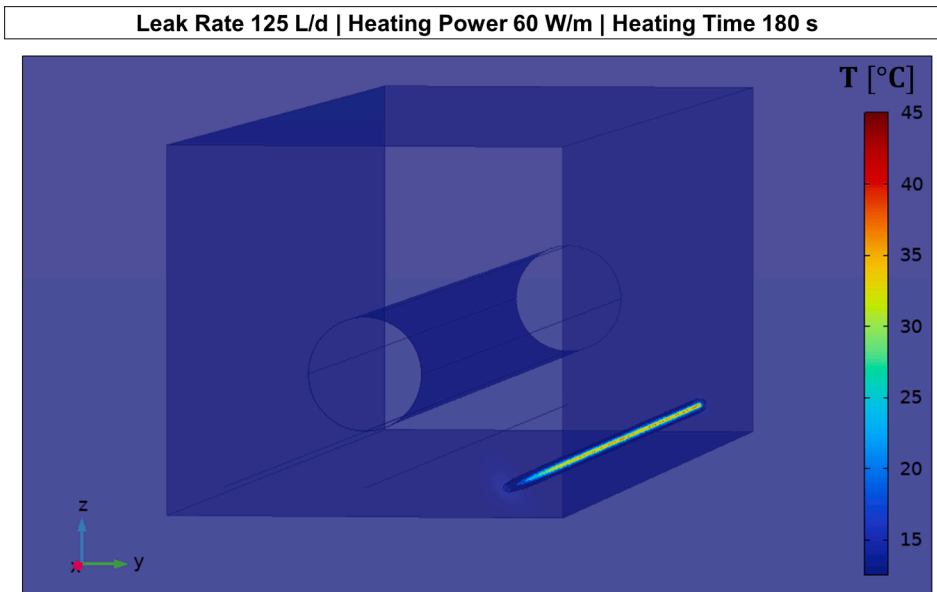 Leak Rate 125 L/d | Heating Power 60 W/m | Heating Time 180 s
T [°C]
45
40
35
30
25
20
15
z
y
x